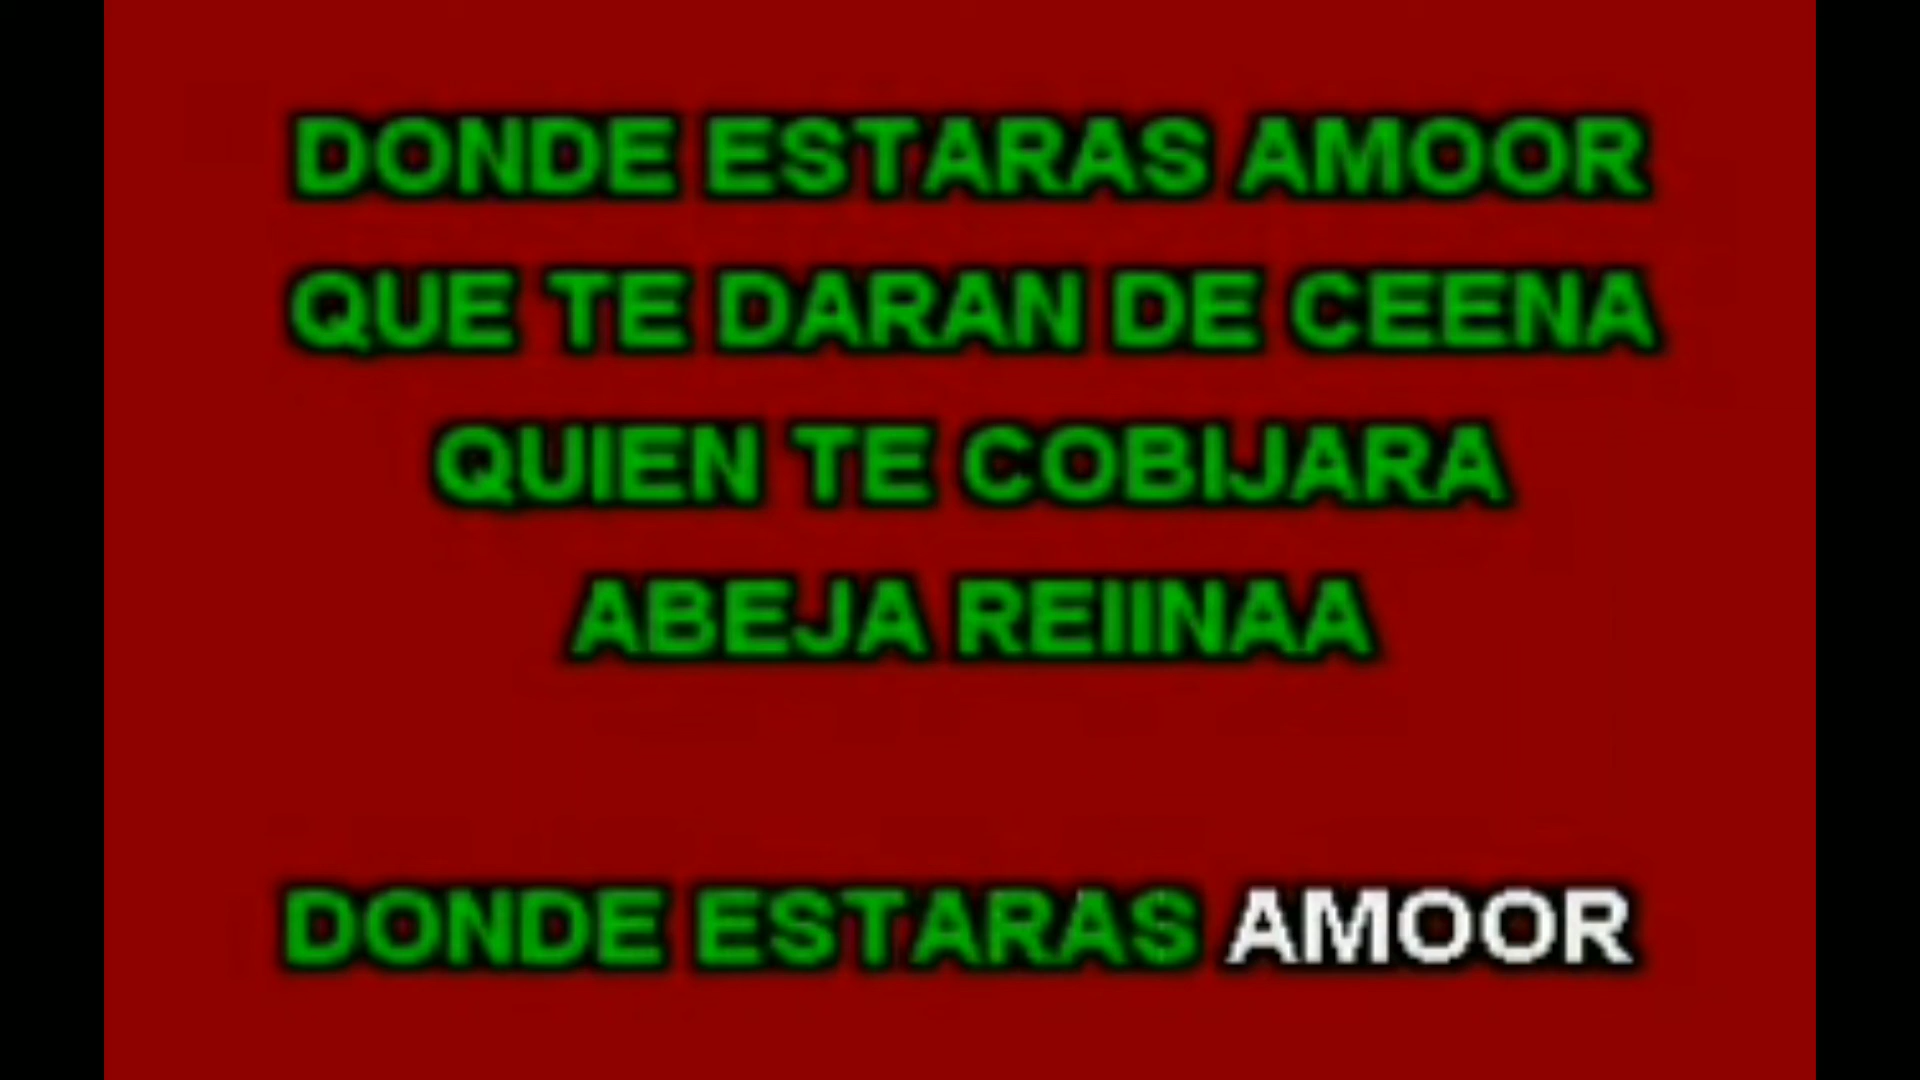 DONDE ESTARAS AMOOR
QUE TE DARAN DE CEENA
QUIEN TE COBIJARA
ABEJA REIINAA
DONDE ESTARAS AMOOR